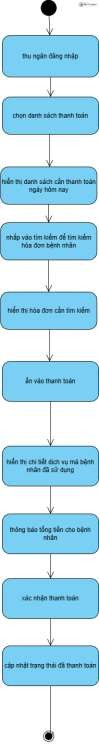 thu ngân đăng nhập
chọn danh sách thanh toán
hiển thị danh sách cần thanh toán
ngày hôm nay
nhấp vào tìm kiếm để tìm kiếm
hóa đơn bệnh nhân
hiển thị hóa đơn cần tìm kiếm
ấn vào thanh toán
hiển thị chi tiết dịch vụ mà bệnh
nhân đã sử dụng
thông báo tổng tiền cho bệnh
nhân
xác nhận thanh toán
cập nhật trạng thái đã thanh toán